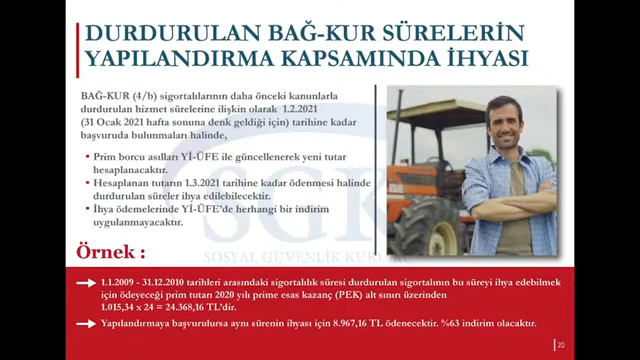 DURDURULAN BAĞ-KUR SÜRELERİN
YAPILANDIRMA KAPSAMINDA İHYASI
BAĞ-KUR (4/b) sigortalılarının daha önceki kanunlarla
durdurulan hizmet sürelerine ilişkin olarak 1.2.2021
(31 Ocak 2021 hafta sonuna denk geldiği için) tarihine kadar
başvuruda bulunmaları halinde,
• Prim borcu asılları Yİ-ÜFE ile güncellenerek yeni tutar
hesaplanacaktır.
• Hesaplanan tutarın 1.3.2021 tarihine kadar ödenmesi halinde
durdurulan süreler ihya edilebilecektir.
• İhya ödemelerinde Yİ-ÜFE'de herhangi bir indirim
uygulanmayacaktır.
SGK
SOSYAL GÜVENLİK KURUMU
Örnek :
1.1.2009 - 31.12.2010 tarihleri arasındaki sigortalılık süresi durdurulan sigortalının bu süreyi ihya edebilmek
için ödeyeceği prim tutarı 2020 yılı prime esas kazanç (PEK) alt sınırı üzerinden
1.015,34 x 24 = 24.368,16 TL'dir.
Yapılandırmaya başvurulursa aynı sürenin ihyası için 8.967,16 TL ödenecektir. %63 indirim olacaktır.
20